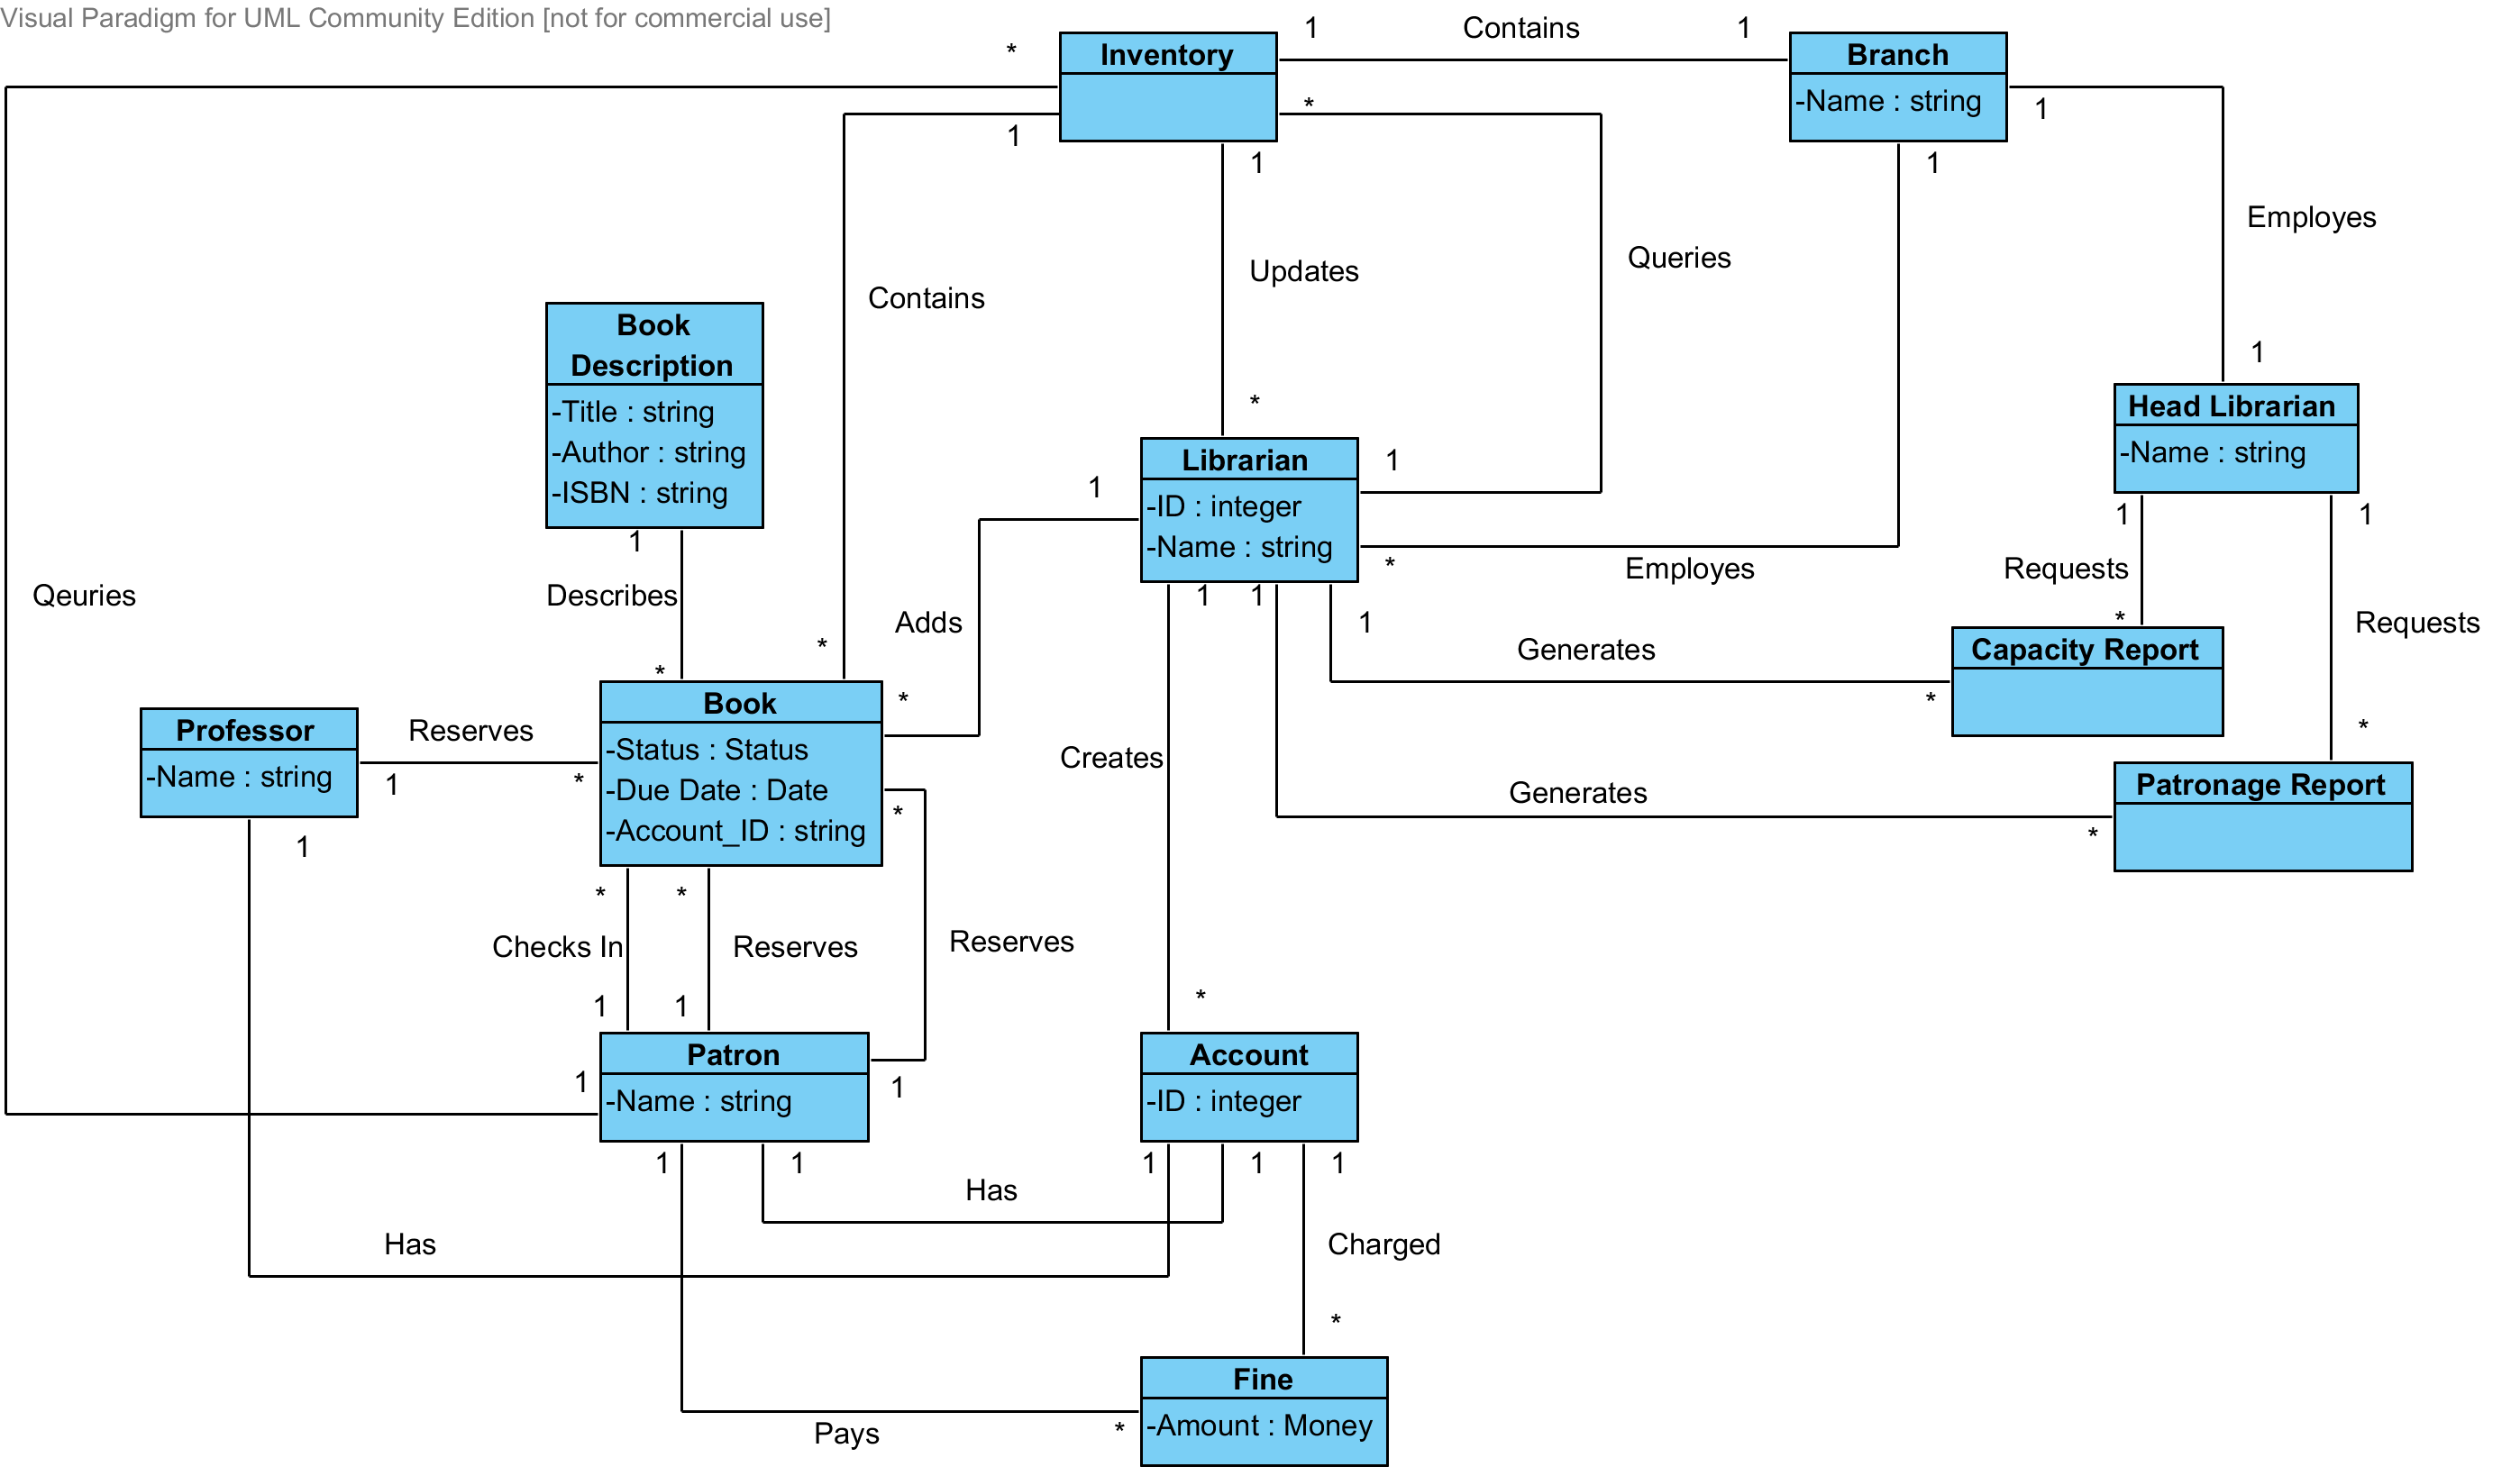 Visual Paradigm for UML Community Edition [not for commercial use]
1 Contains 1
*
Inventory
Branch
-Name : string
*
1
1
1
1
Employes
Updates
Queries
Contains
Book
Description
-Title : string
-Author : string
-ISBN : string
1
*
1
Head Librarian
-Name : string
Librarian
-ID : integer
-Name : string
1
1
1
1
*
Employes
Requests
Qeuries
Describes
1
1
1
Adds
*
Requests
*
*
Generates
Capacity Report
*
*
Book
-Status : Status
-Due Date : Date
-Account_ID : string
*
Professor
-Name : string
Reserves
1
*
*
Creates
Patronage Report
Generates
*
1
*
*
Checks In
Reserves
Reserves
1
1
*
Patron
-Name : string
Account
-ID : integer
1
1
1
1
1
1
1
Has
Has
Charged
*
Fine
-Amount : Money
Pays
*